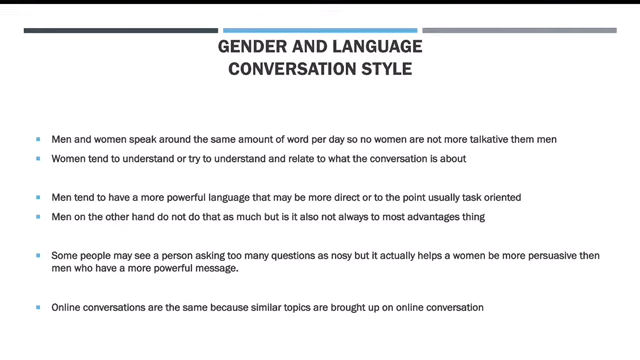 GENDER AND LANGUAGE
CONVERSATION STYLE
Men and women speak around the same amount of word per day so no women are not more talkative them men
Women tend to understand or try to understand and relate to what the conversation is about
Men tend to have a more powerful language that may be more direct or to the point usually task oriented
Men on the other hand do not do that as much but is it also not always to most advantages thing
Some people may see a person asking too many questions as nosy but it actually helps a women be more persuasive then
men who have a more powerful message.
Online conversations are the same because similar topics are brought up on online conversation